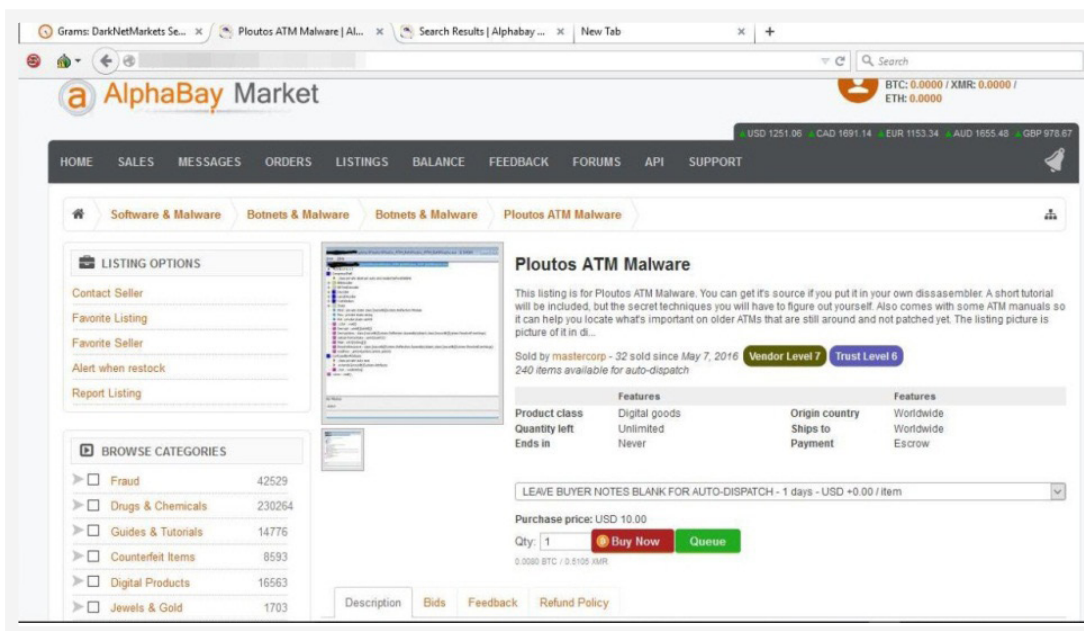 Grams: DarkNetMarkets Se... × Ploutos ATM Malware | Al... × Search Results | Alphabay ... × New Tab × +
Search
a AlphaBay Market
BTC: 0.0000 / XMR: 0.0000 /
ETH: 0.0000
USD 1251.06 CAD 1691.14 EUR 1153.34 AUD 1655.48 GBP 978.67
HOME SALES MESSAGES ORDERS LISTINGS BALANCE FEEDBACK FORUMS API SUPPORT
Software & Malware Botnets & Malware Botnets & Malware Ploutos ATM Malware
LISTING OPTIONS
Contact Seller
Favorite Listing
Favorite Seller
Alert when restock
Report Listing
BROWSE CATEGORIES
Fraud 42529
Drugs & Chemicals 230264
Guides & Tutorials 14776
Counterfeit Items 8593
Digital Products 16563
Jewels & Gold 1703
Ploutos ATM Malware
This listing is for Ploutos ATM Malware. You can get it's source if you put it in your own dissasembler. A short tutorial
will be included, but the secret techniques you will have to figure out yourself. Also comes with some ATM manuals so
it can help you locate what's important on older ATMs that are still around and not patched yet. The listing picture is
picture of it in di...
Sold by mastercorp - 32 sold since May 7, 2016 Vendor Level 7 Trust Level 6
240 items available for auto-dispatch
Features Features
Product class Digital goods Origin country Worldwide
Quantity left Unlimited Ships to Worldwide
Ends in Never Payment Escrow
LEAVE BUYER NOTES BLANK FOR AUTO-DISPATCH - 1 days - USD +0.00 / item
Purchase price: USD 10.00
Qty: 1 Buy Now Queue
0.0080 BTC / 0.5105 XMR
Description Bids Feedback Refund Policy